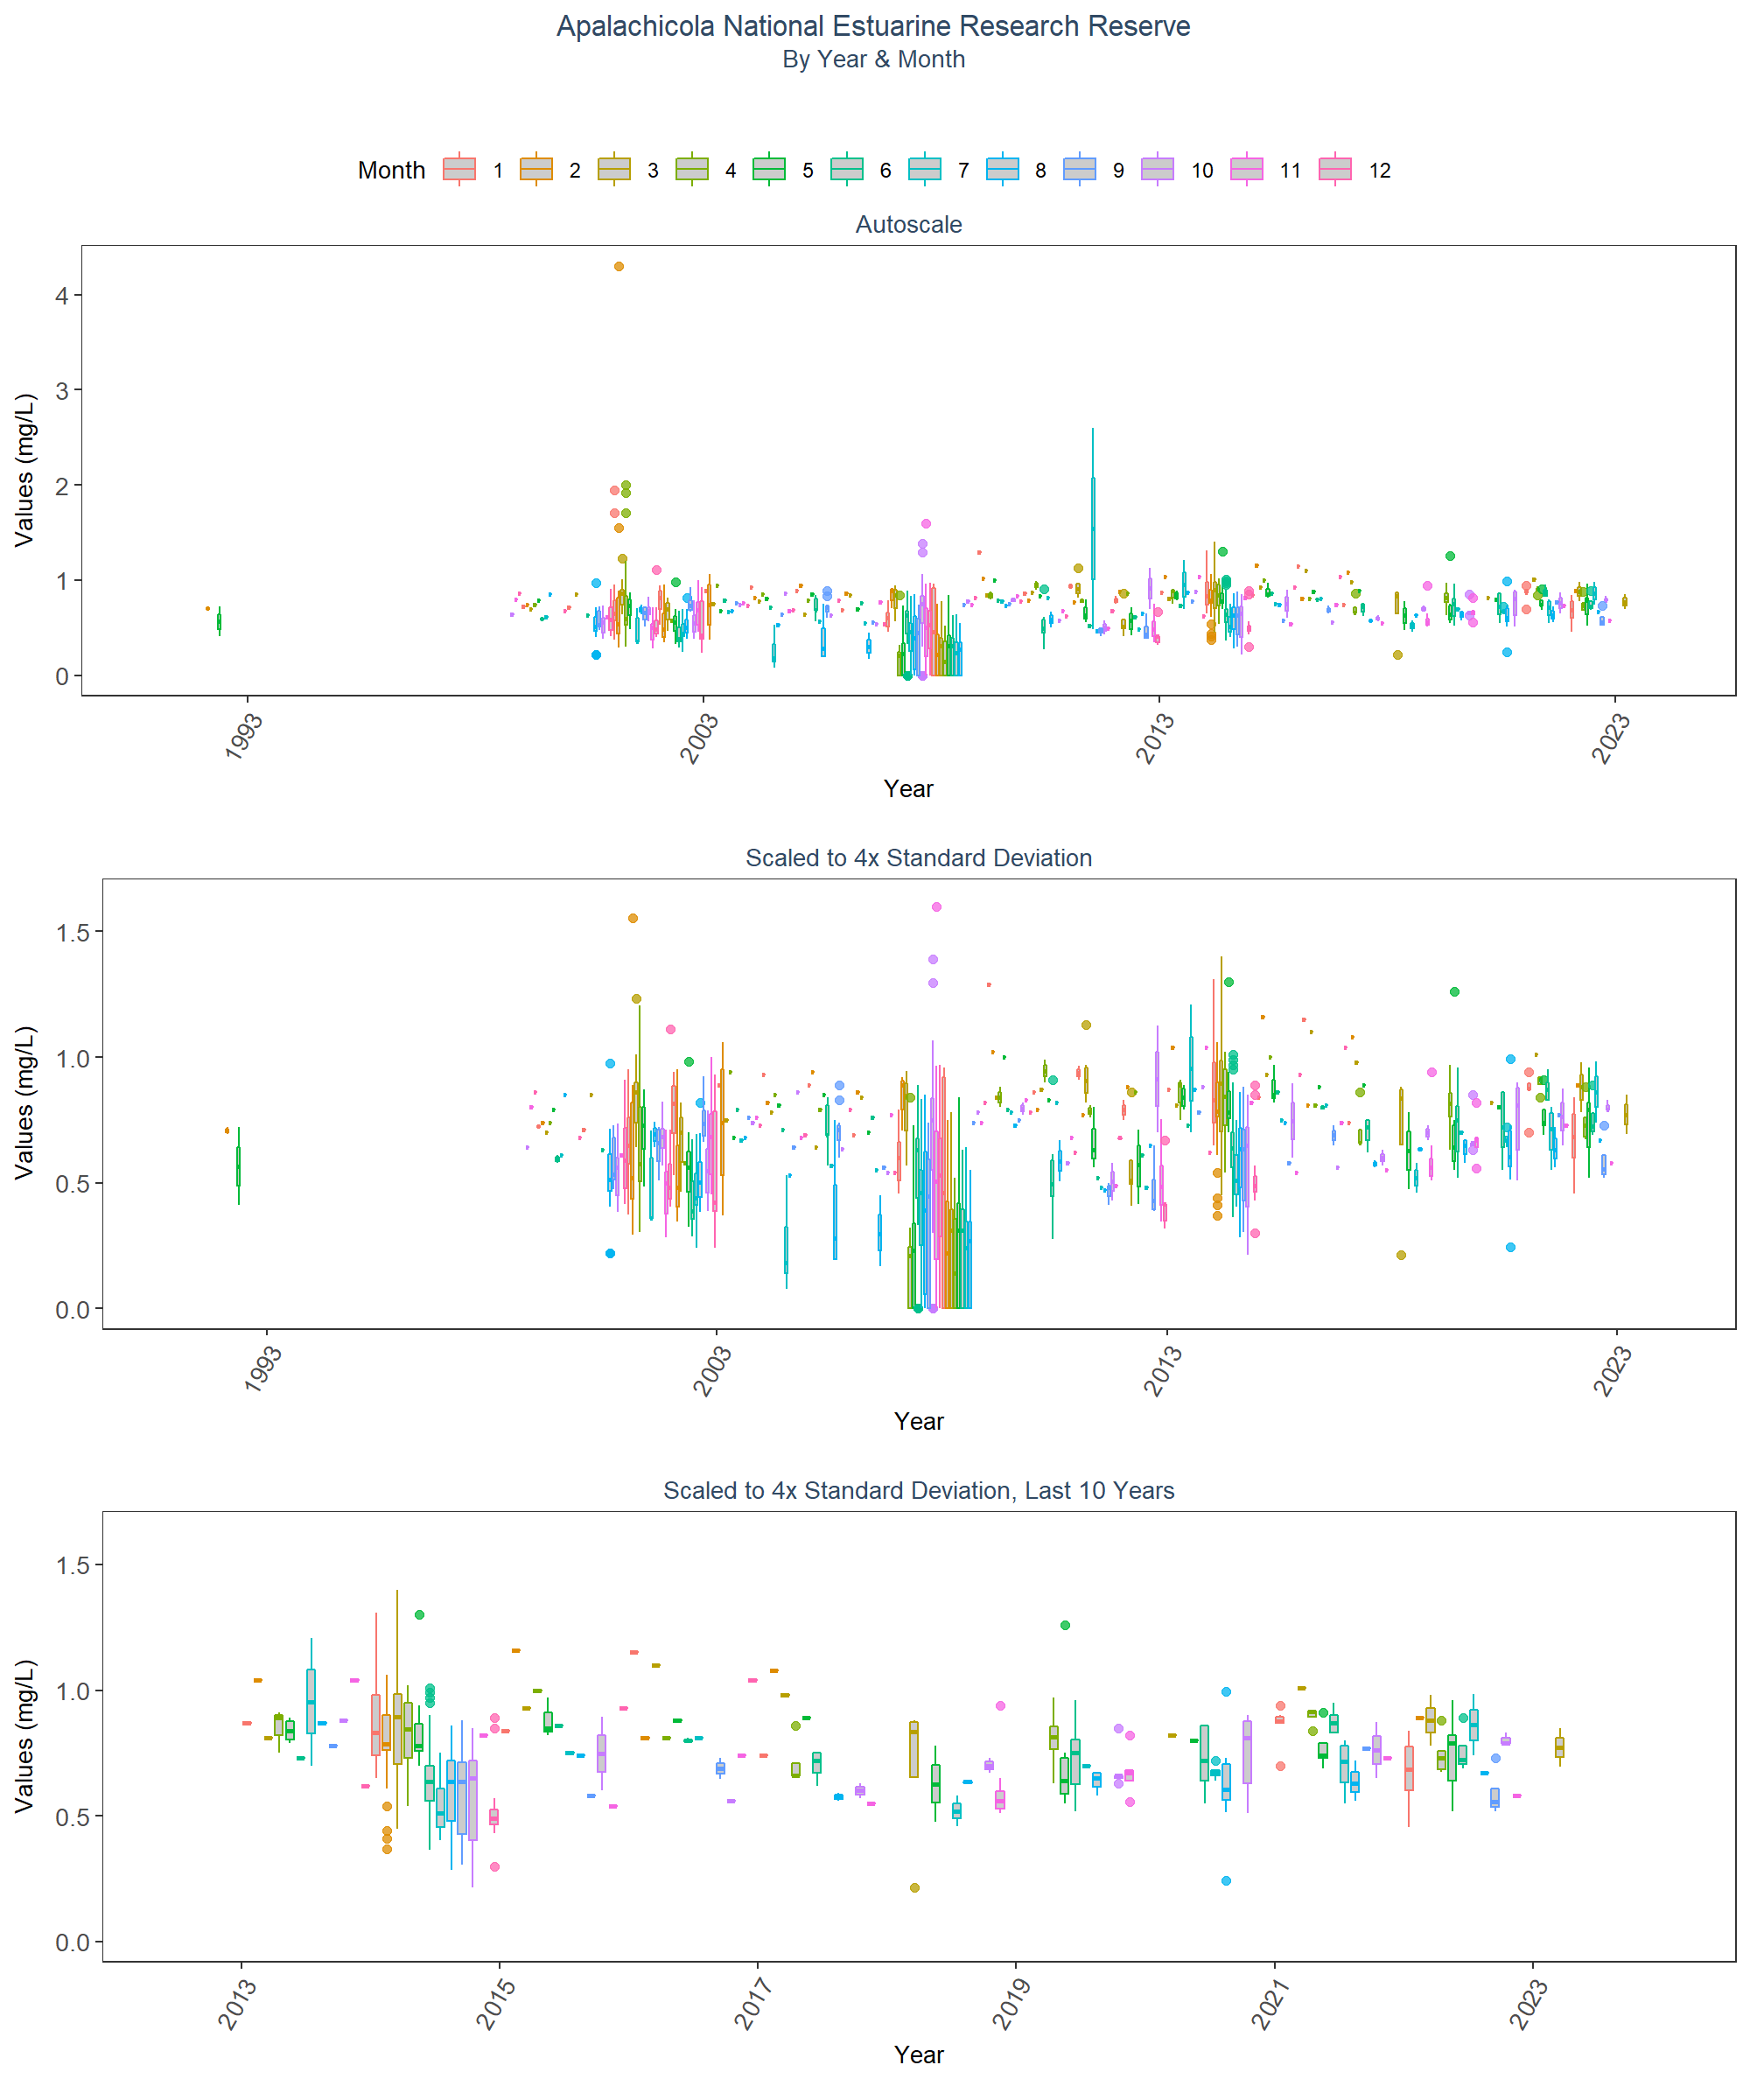 Apalachicola National Estuarine Research Reserve
By Year & Month
Month 1 2 3 4 5 6 7 8 9 10 11 12
Autoscale
Values (mg/L)
4
3
2
1
0
1993 2003 2013 2023
Year
Scaled to 4x Standard Deviation
Values (mg/L)
1.5
1.0
0.5
0.0
1993 2003 2013 2023
Year
Scaled to 4x Standard Deviation, Last 10 Years
Values (mg/L)
1.5
1.0
0.5
0.0
2013 2015 2017 2019 2021 2023
Year